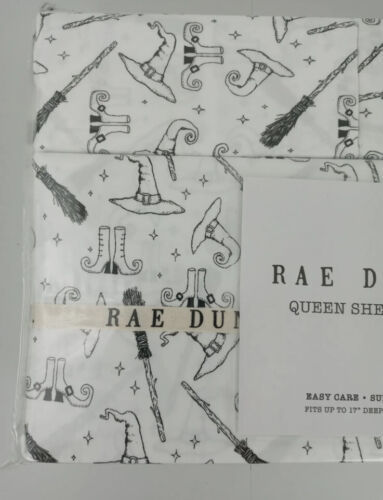 RAE DUN
RAE D
QUEEN SHE
EASY CARE • SU
FITS UP TO 17" DEEP